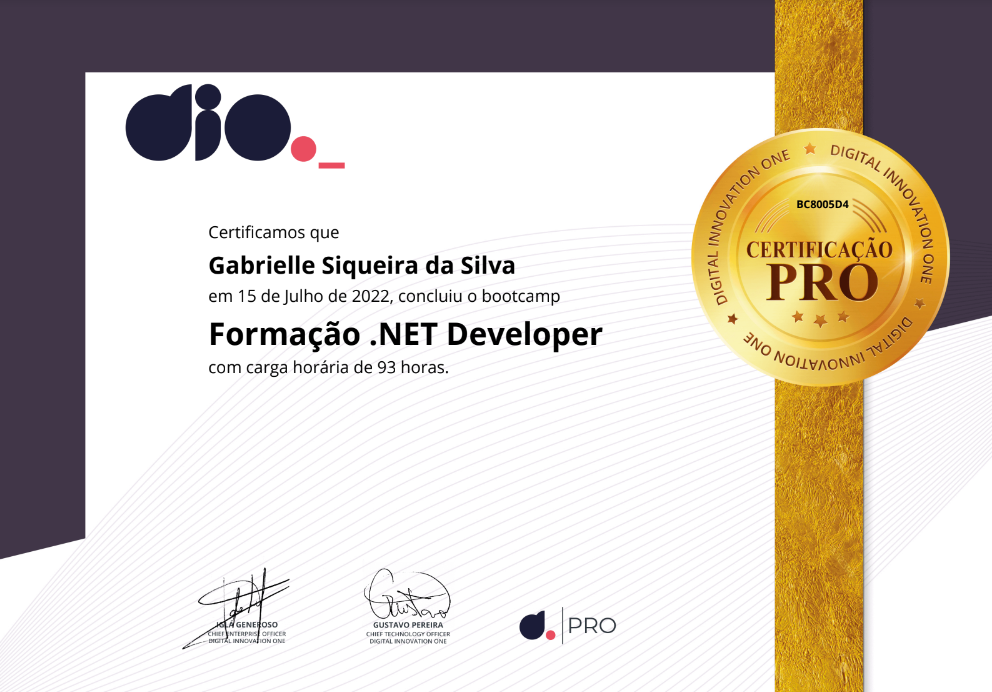 dio._
Certificamos que
Gabrielle Siqueira da Silva
em 15 de Julho de 2022, concluiu o bootcamp
Formação .NET Developer
com carga horária de 93 horas.
DIGITAL INNOVATION ONE ★ DIGITAL INNOVATION ONE ★ DIGITAL INNOVATION ONE ★
BC8005D4
CERTIFICAÇÃO
PRO
IGLÁ GENEROSO
CHIEF ENTERPRISE OFFICER
DIGITAL INNOVATION ONE
Gustavo
GUSTAVO PEREIRA
CHIEF TECHNOLOGY OFFICER
DIGITAL INNOVATION ONE
d. | PRO